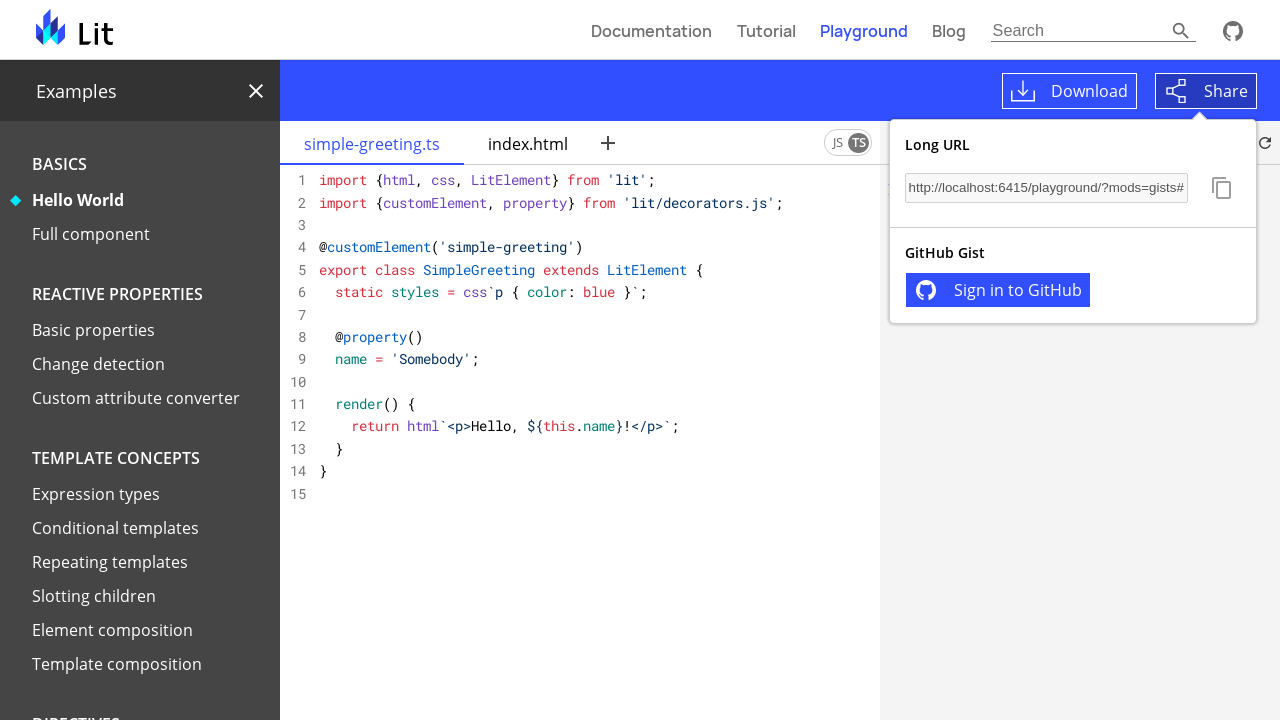 Lit
Documentation
Tutorial
Playground
Blog
Search
Examples
Download
Share
BASICS
Hello World
Full component
REACTIVE PROPERTIES
Basic properties
Change detection
Custom attribute converter
TEMPLATE CONCEPTS
Expression types
Conditional templates
Repeating templates
Slotting children
Element composition
Template composition
DIRECTIVES
simple-greeting.ts
index.html
JS TS
1 import {html, css, LitElement} from 'lit';
2 import {customElement, property} from 'lit/decorators.js';
3
4 @customElement('simple-greeting')
5 export class SimpleGreeting extends LitElement {
6 static styles = css`p { color: blue }`;
7
8 @property()
9 name = 'Somebody';
10
11 render() {
12 return html`<p>Hello, ${this.name}!</p>`;
13 }
14 }
15
Long URL
http://localhost:6415/playground/?mods=gists#
GitHub Gist
Sign in to GitHub